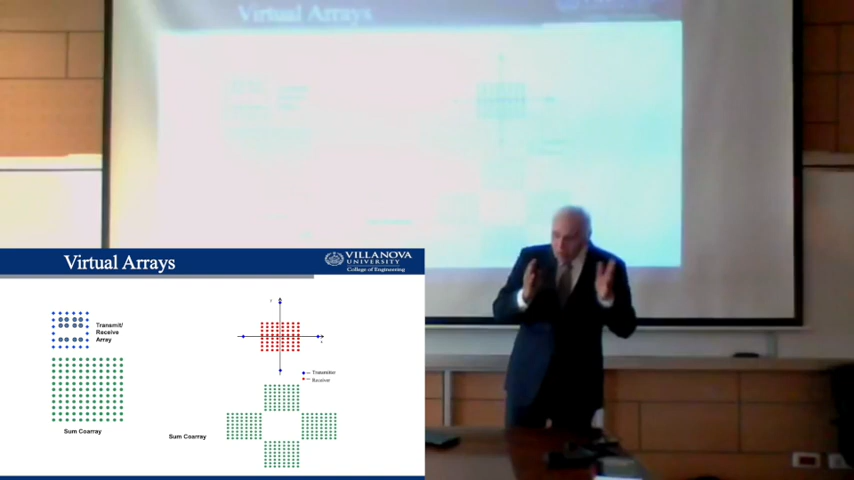 Virtual Arrays
Virtual Arrays
VILLANOVA
UNIVERSITY
College of Engineering
Transmit/
Receive
Array
Transmitter
Receiver
Sum Coarray
Sum Coarray